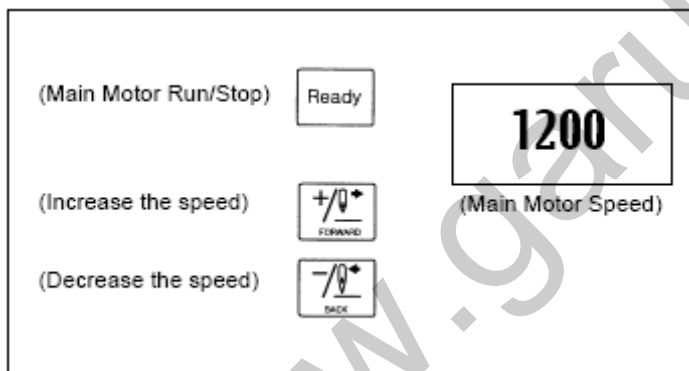 (Main Motor Run/Stop)
Ready
1200
(Increase the speed)
+/
FORWARD
(Main Motor Speed)
(Decrease the speed)
−/
BACK